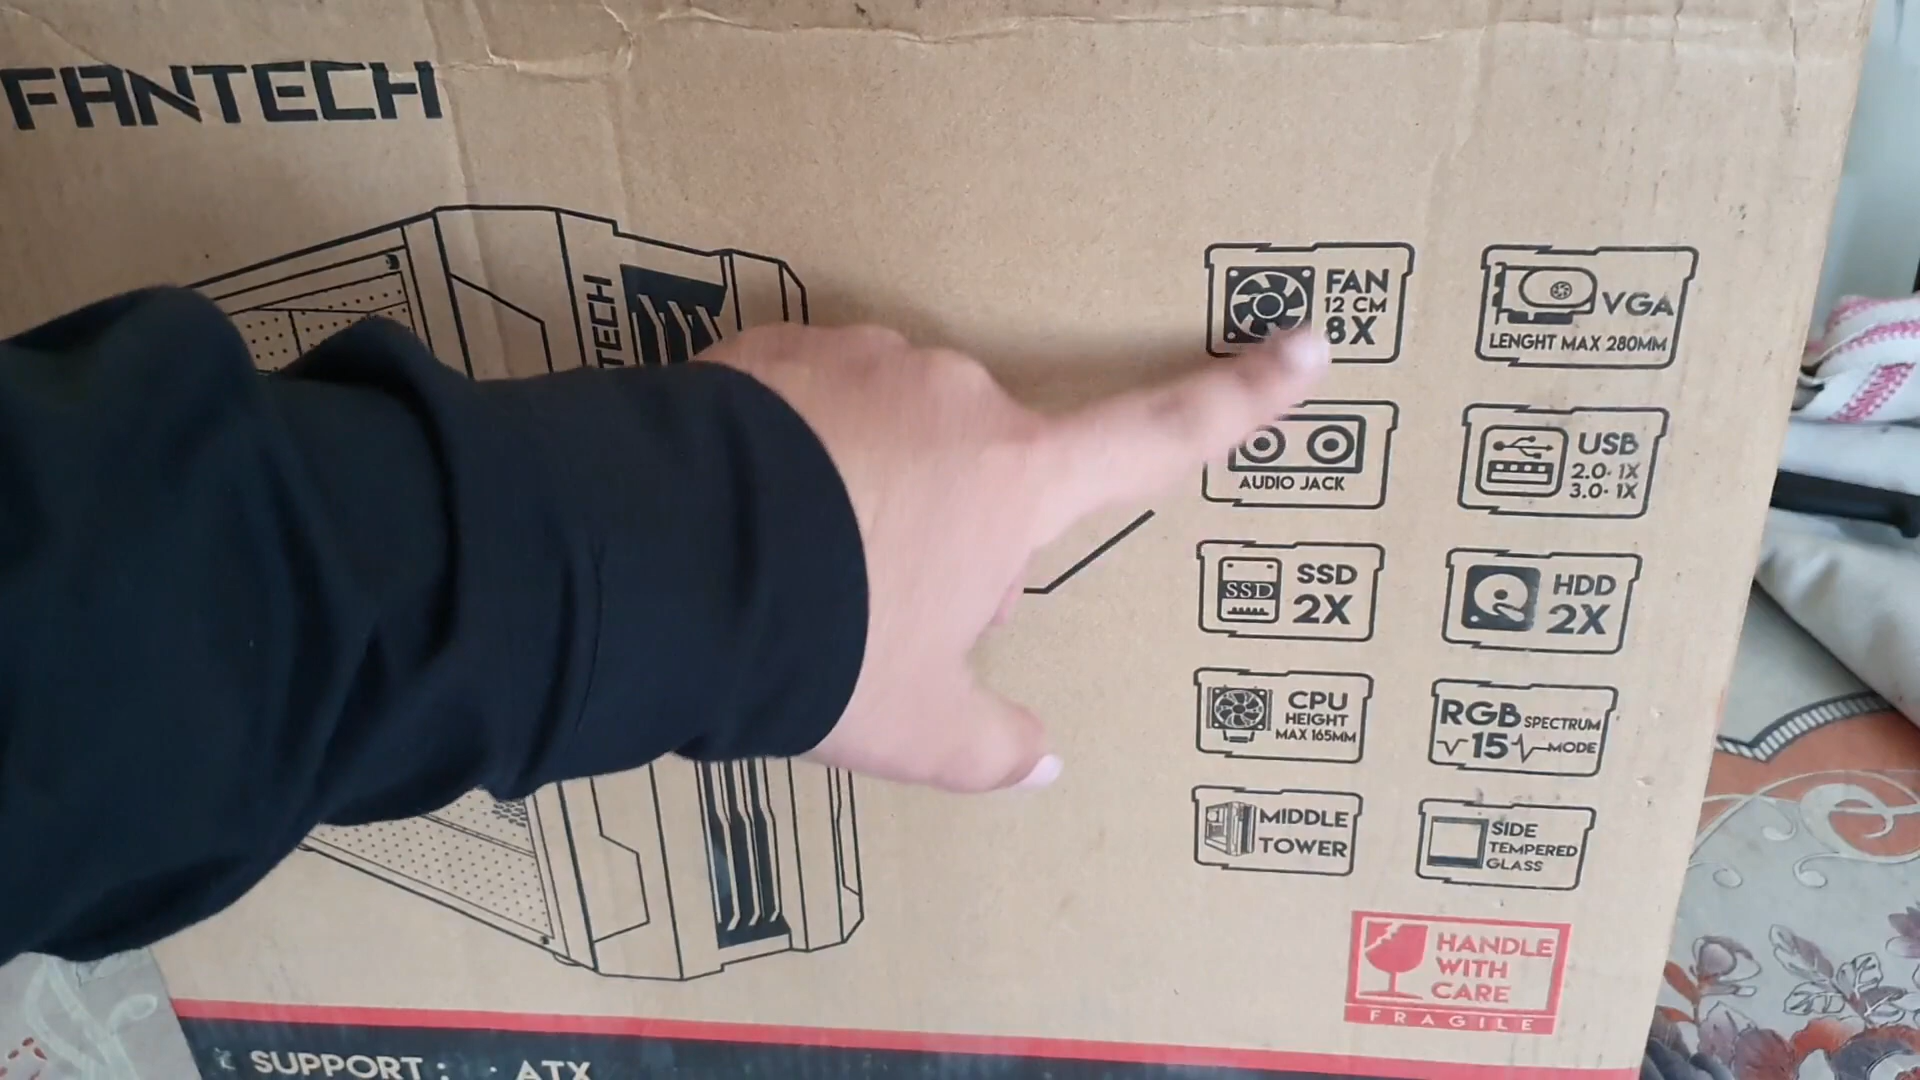 FANTECH
TECH
FAN
12 CM
8X
VGA
LENGHT MAX 280MM
AUDIO JACK
USB
2.0· 1X
3.0· 1X
SSD
SSD
2X
HDD
2X
CPU
HEIGHT
MAX 165MM
RGB SPECTRUM
15 MODE
MIDDLE
TOWER
SIDE
TEMPERED
GLASS
HANDLE
WITH
CARE
FRAGILE
SUPPORT : ATX